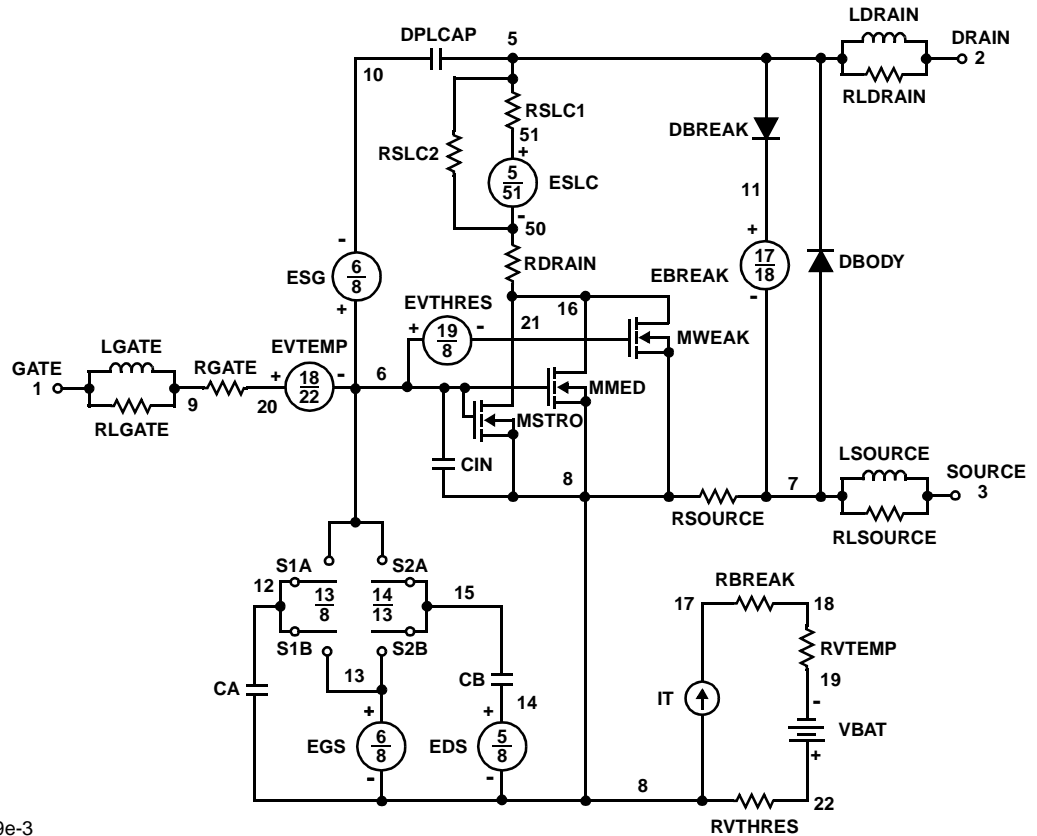 LDRAIN
DPLCAP 5 DRAIN
10 2
RLDRAIN
RSLC1
51
DBREAK
RSLC2 +
5
51
ESLC
11
-
50
-
RDRAIN
6
8
ESG
+
EVTHRES
+ 19
8 -
21
16
+
17
18
EBREAK
-
DBODY
MWEAK
LGATE
GATE
1
RGATE
EVTEMP
+ 18
22 -
6
9 20
RLGATE
MMED
MSTRO
CIN
8
RSOURCE
7
LSOURCE
SOURCE
3
RLSOURCE
S1A S2A
12
13
8
14
13
15
S1B S2B
13
CA
CB
14
+
EGS 6
8
-
+
EDS 5
8
-
8
RBREAK
17 18
RVTEMP
19
IT
-
VBAT
+
22
RVTHRES
9e-3